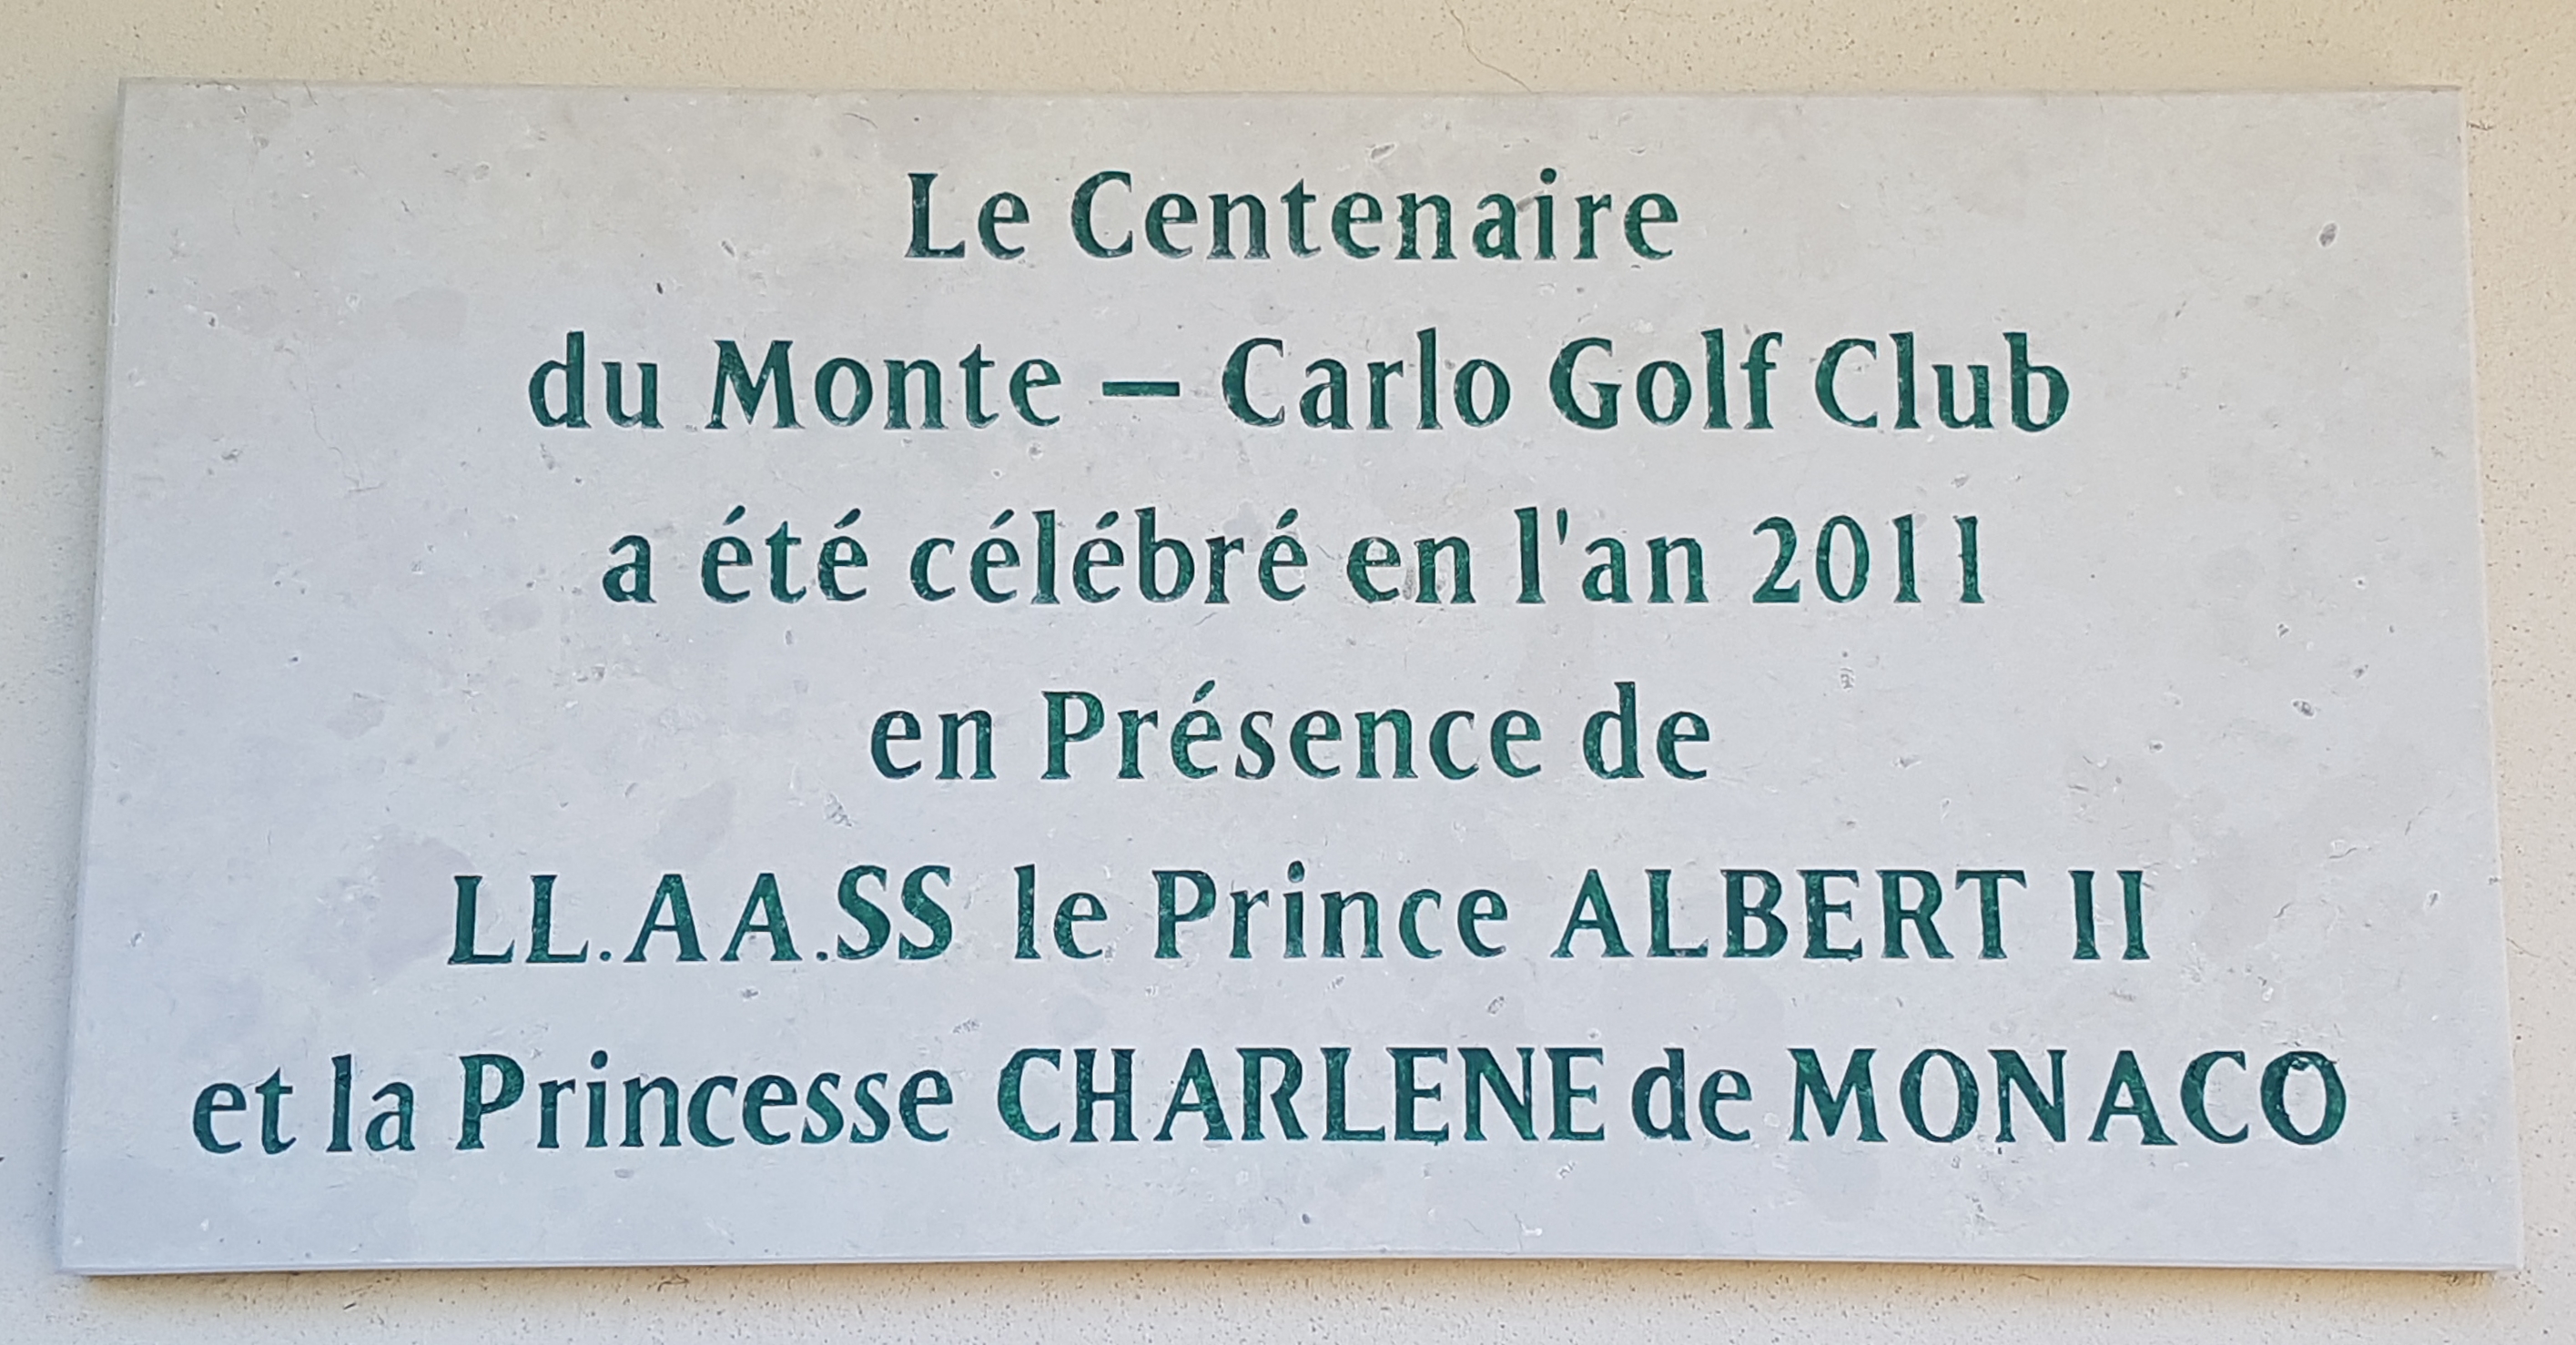 Le Centenaire
du Monte – Carlo Golf Club
a été célébré en l'an 2011
en Présence de
LL.AA.SS le Prince ALBERT II
et la Princesse CHARLENE de MONACO